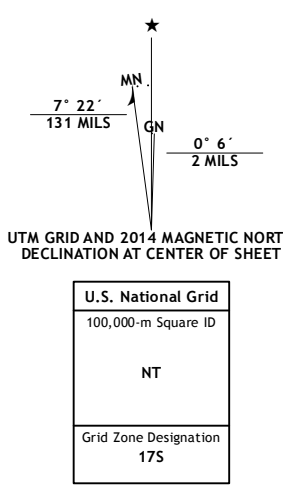 MN
7° 22´
131 MILS
GN
0° 6´
2 MILS
UTM GRID AND 2014 MAGNETIC NORT
DECLINATION AT CENTER OF SHEET
U.S. National Grid
100,000-m Square ID
NT
Grid Zone Designation
17S